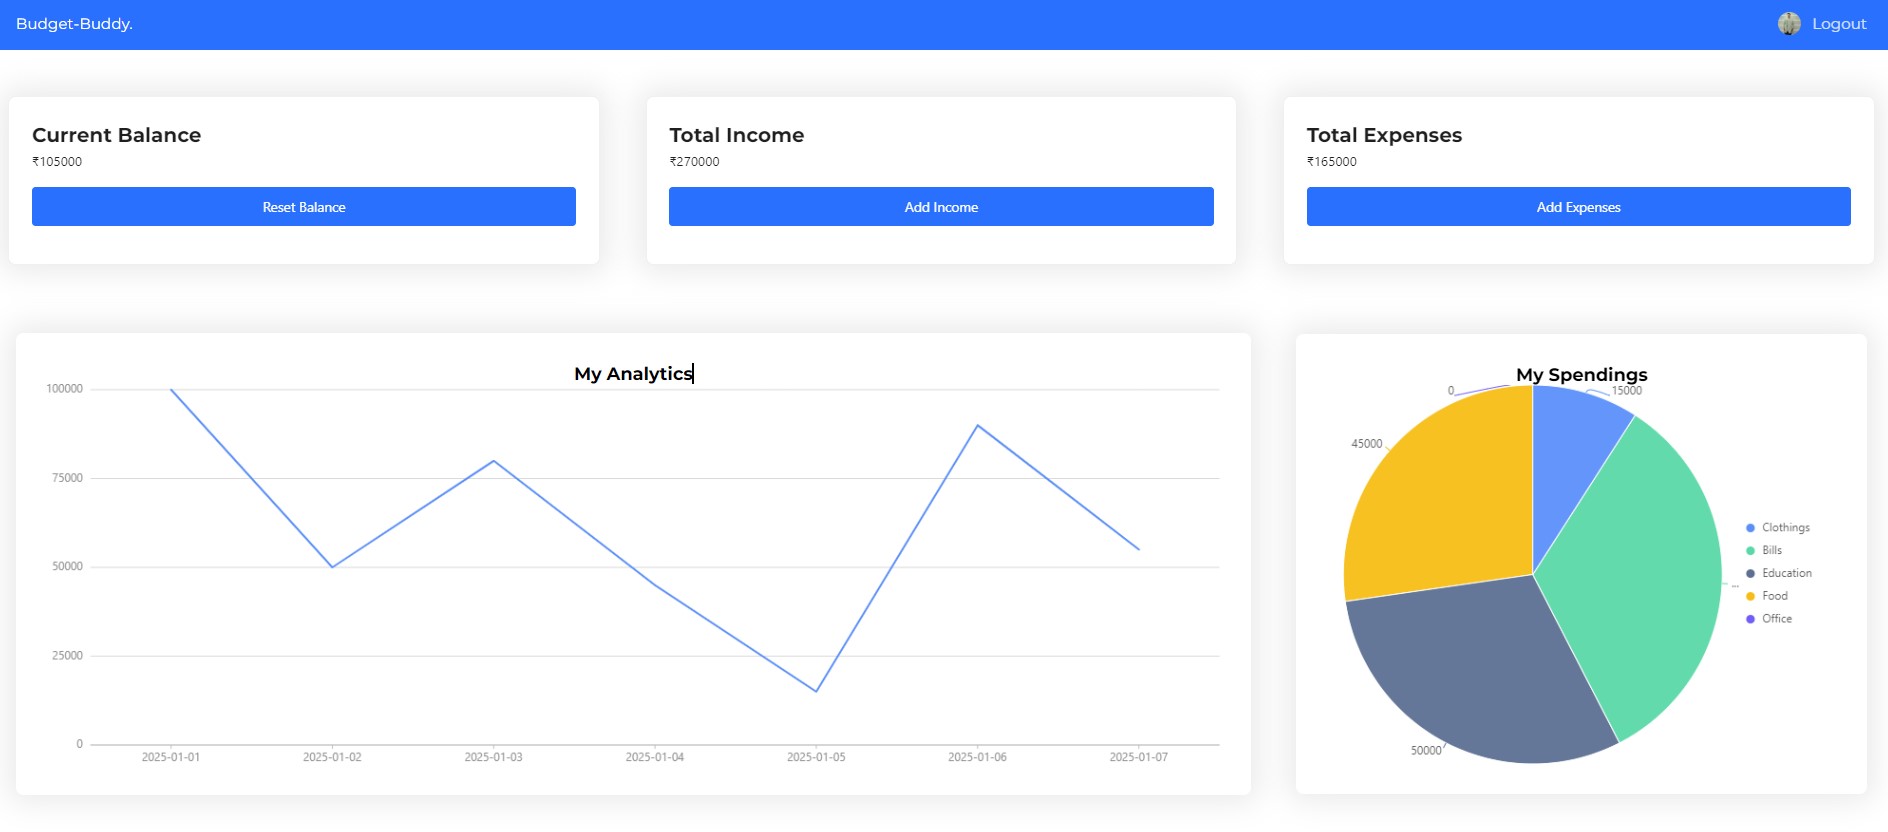 Budget-Buddy.
Logout
Current Balance
₹105000
Reset Balance
Total Income
₹270000
Add Income
Total Expenses
₹165000
Add Expenses
My Analytics
100000
75000
50000
25000
0
2025-01-01 2025-01-02 2025-01-03 2025-01-04 2025-01-05 2025-01-06 2025-01-07
My Spendings
0
15000
45000
...
50000
Clothings
Bills
Education
Food
Office